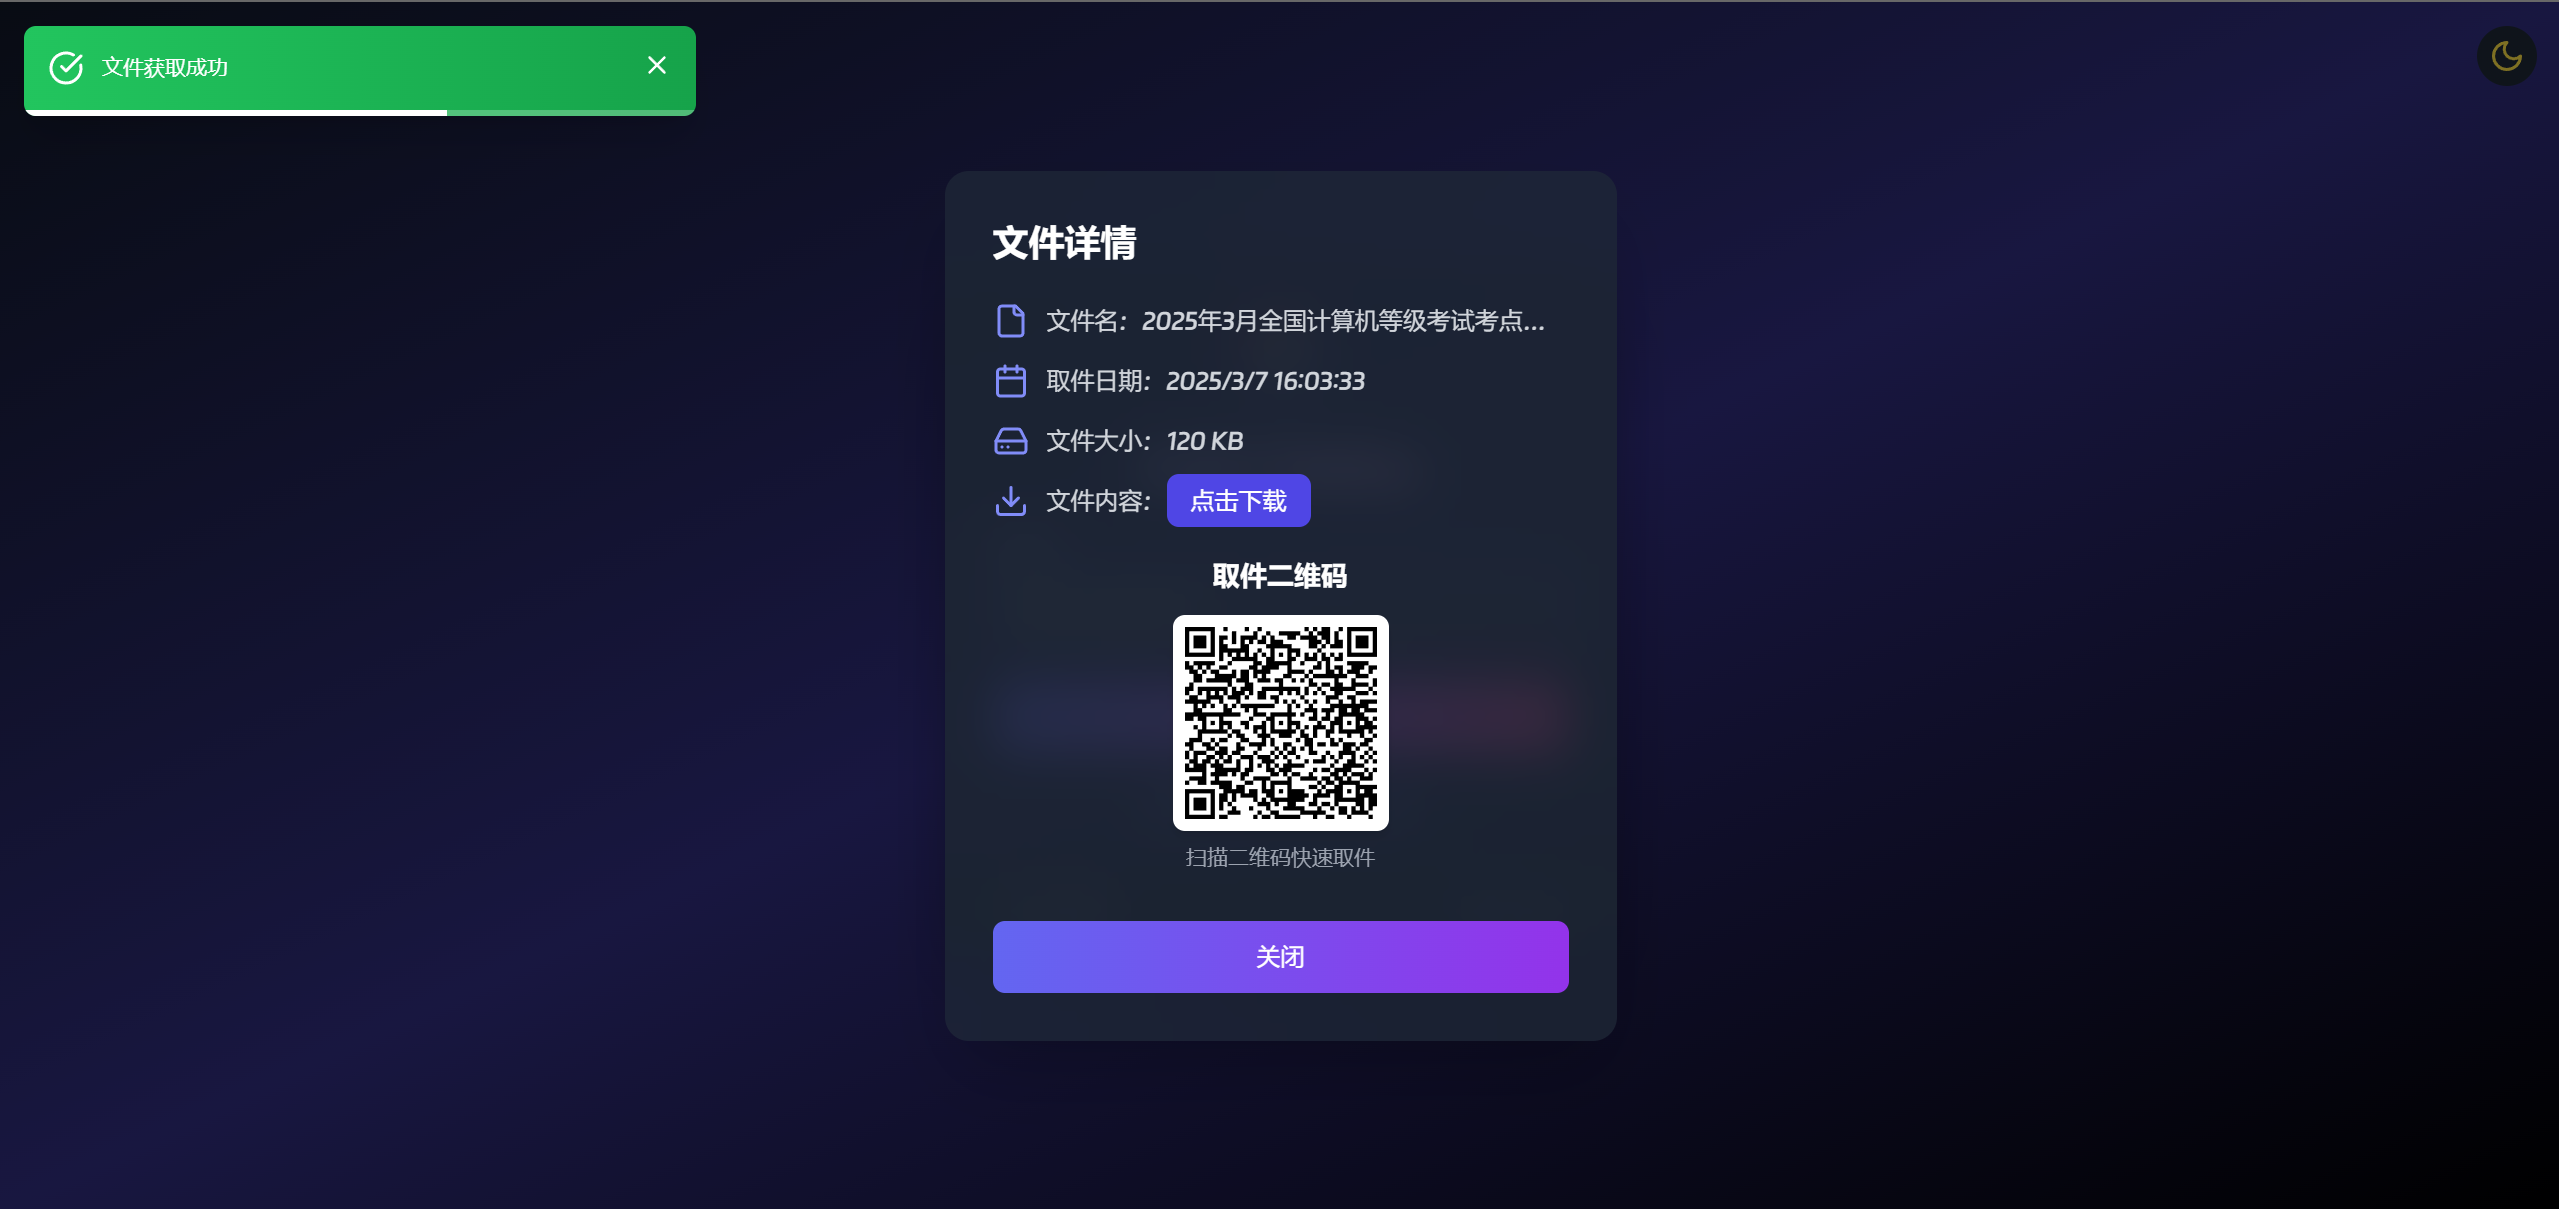 文件获取成功
文件详情
文件名：2025年3月全国计算机等级考试考点...
取件日期：2025/3/7 16:03:33
文件大小：120 KB
文件内容：点击下载
取件二维码
扫描二维码快速取件
关闭